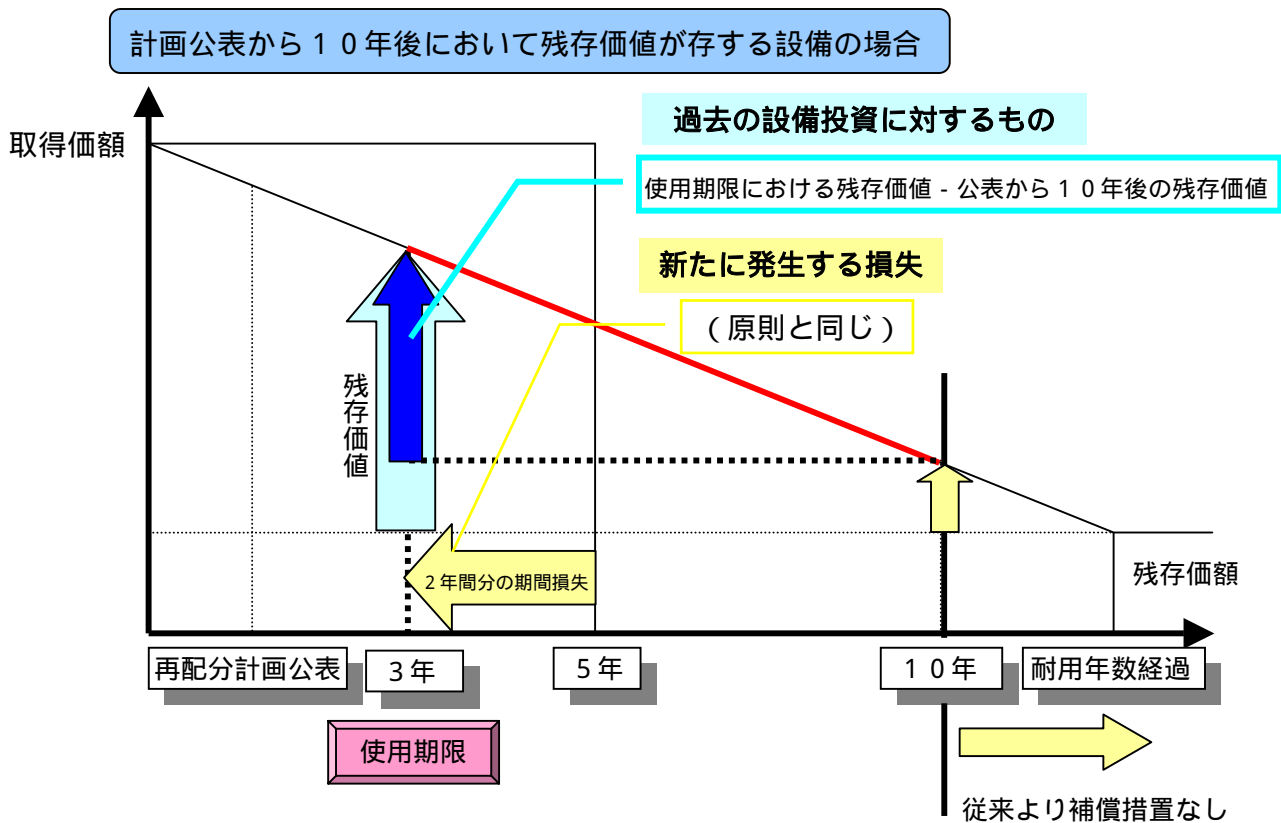 計画公表から１０年後において残存価値が存する設備の場合
取得価額
過去の設備投資に対するもの
使用期限における残存価値 - 公表から１０年後の残存価値
新たに発生する損失
（原則と同じ）
残存価値
２年間分の期間損失
残存価額
再配分計画公表
３年
５年
１０年
耐用年数経過
使用期限
従来より補償措置なし